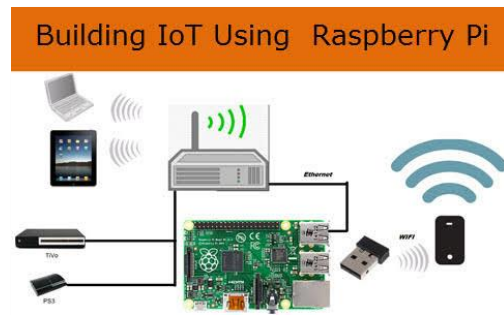 Building IoT Using Raspberry Pi
Ethernet
WIFI
TiVo
PS3